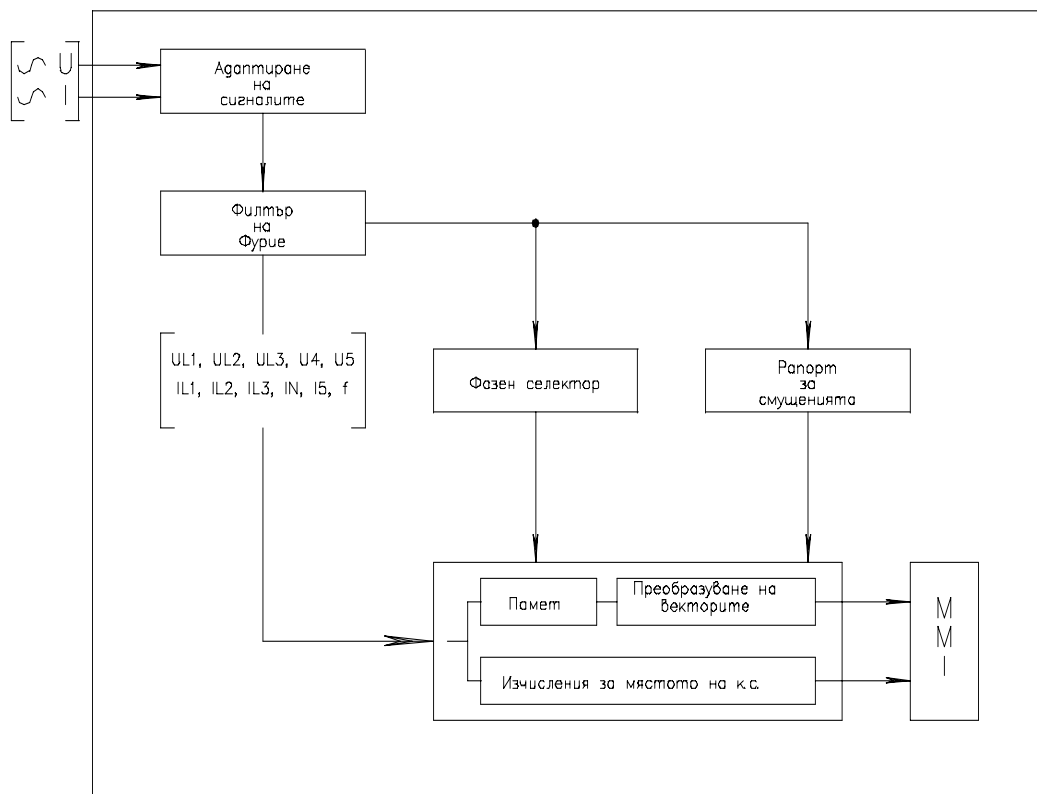 U
I
Адаптиране
на
сигналите
Филтър
на
Фурие
UL1, UL2, UL3, U4, U5
IL1, IL2, IL3, IN, I5, f
Фазен селектор
Рапорт
за
смущенията
Памет
Преобразуване на
векторите
Изчисления за мястото на к.с.
M
M
I